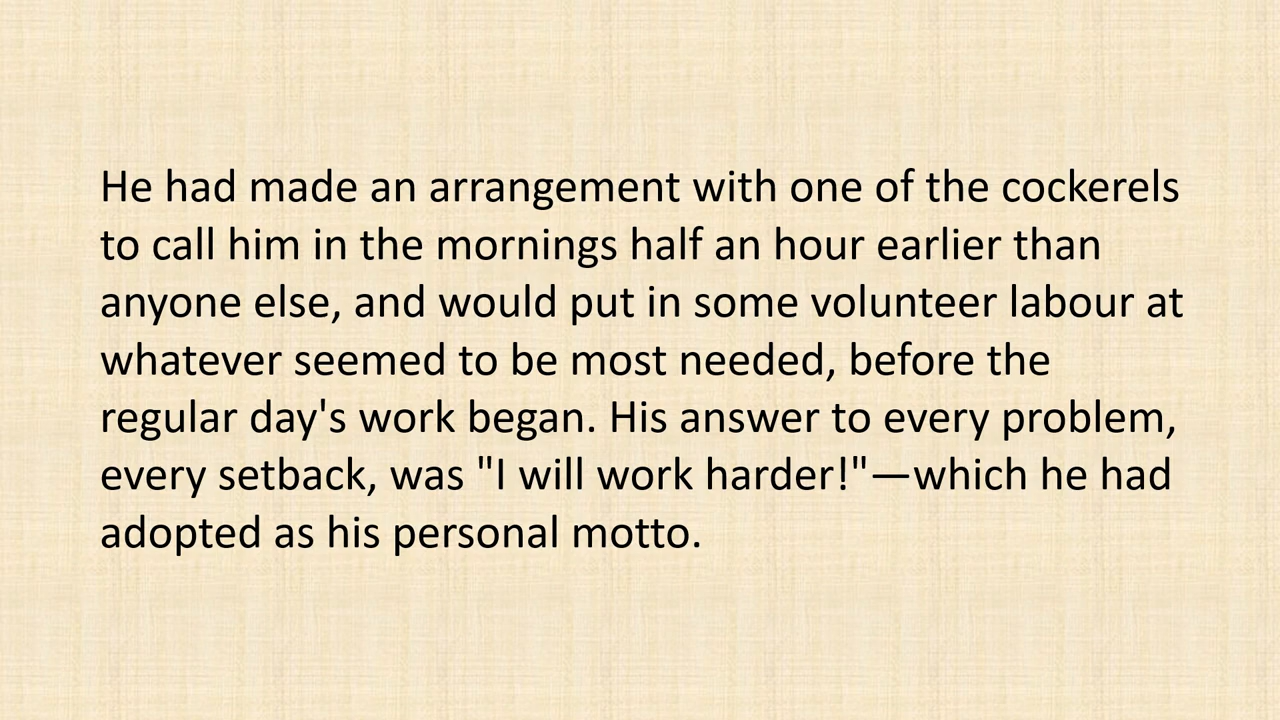 He had made an arrangement with one of the cockerels
to call him in the mornings half an hour earlier than
anyone else, and would put in some volunteer labour at
whatever seemed to be most needed, before the
regular day's work began. His answer to every problem,
every setback, was "I will work harder!"—which he had
adopted as his personal motto.